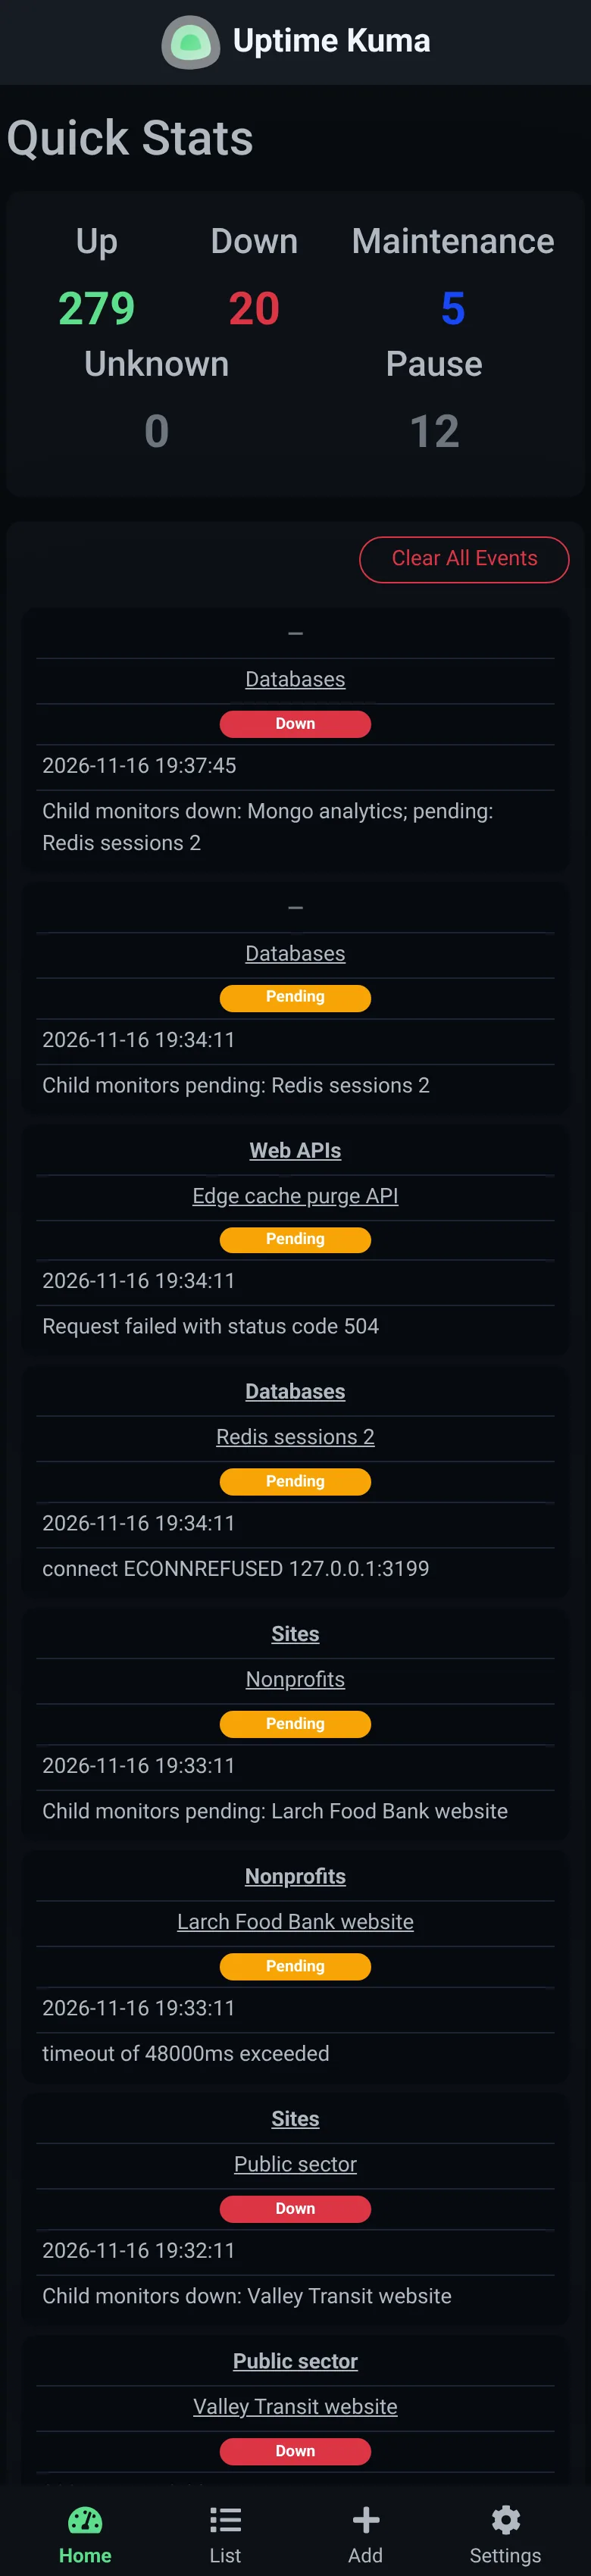 Uptime Kuma
Quick Stats
Up Down Maintenance
279 20 5
Unknown Pause
0 12
Clear All Events
—
Databases
Down
2026-11-16 19:37:45
Child monitors down: Mongo analytics; pending:
Redis sessions 2
—
Databases
Pending
2026-11-16 19:34:11
Child monitors pending: Redis sessions 2
Web APIs
Edge cache purge API
Pending
2026-11-16 19:34:11
Request failed with status code 504
Databases
Redis sessions 2
Pending
2026-11-16 19:34:11
connect ECONNREFUSED 127.0.0.1:3199
Sites
Nonprofits
Pending
2026-11-16 19:33:11
Child monitors pending: Larch Food Bank website
Nonprofits
Larch Food Bank website
Pending
2026-11-16 19:33:11
timeout of 48000ms exceeded
Sites
Public sector
Down
2026-11-16 19:32:11
Child monitors down: Valley Transit website
Public sector
Valley Transit website
Down
Home List Add Settings